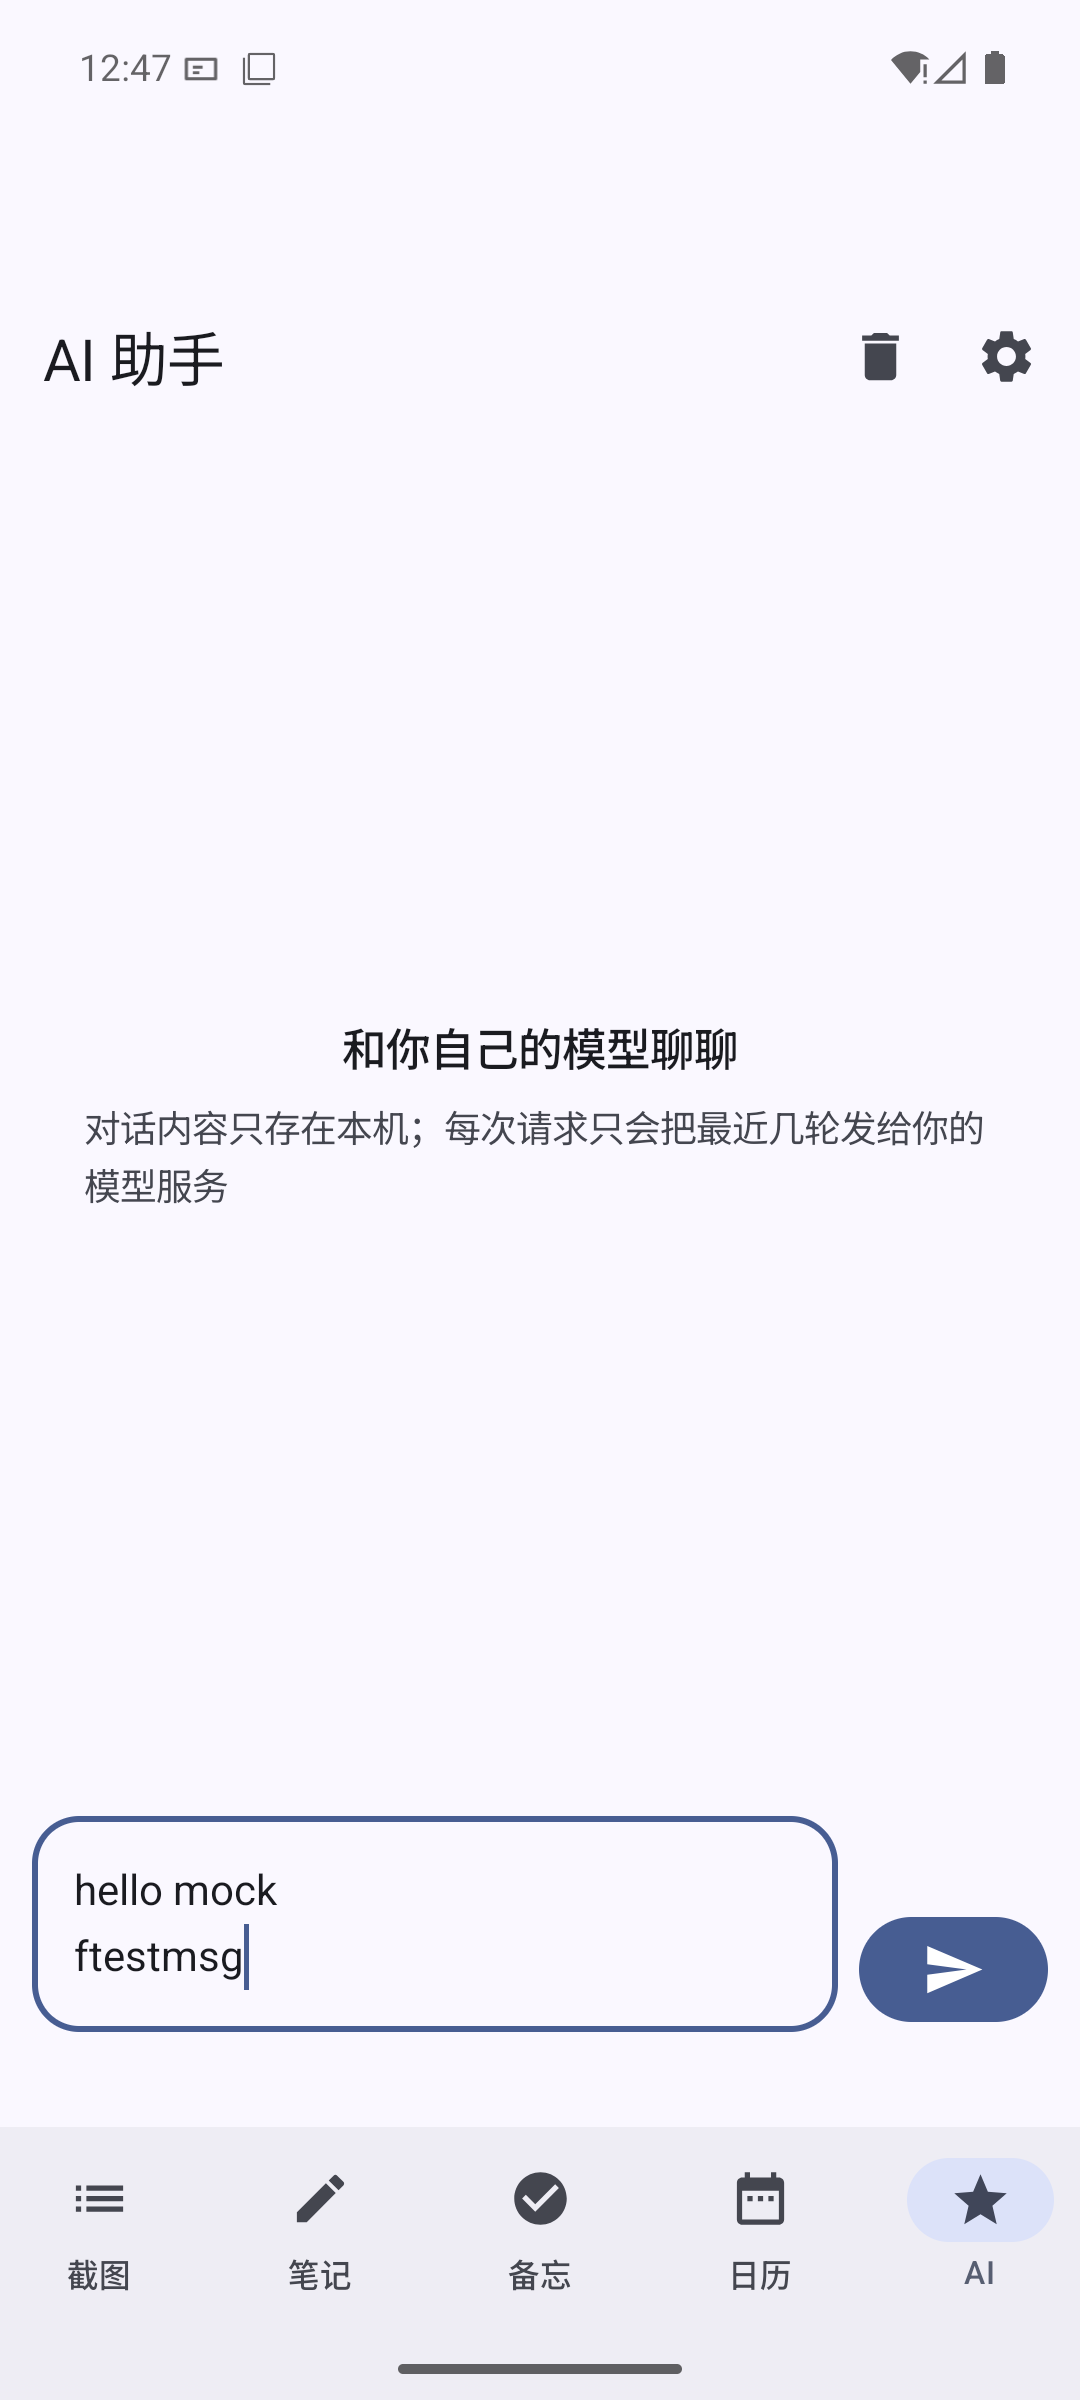 12:47
AI 助手
和你自己的模型聊聊
对话内容只存在本机；每次请求只会把最近几轮发给你的
模型服务
hello mock
ftestmsg
截图
笔记
备忘
日历
AI